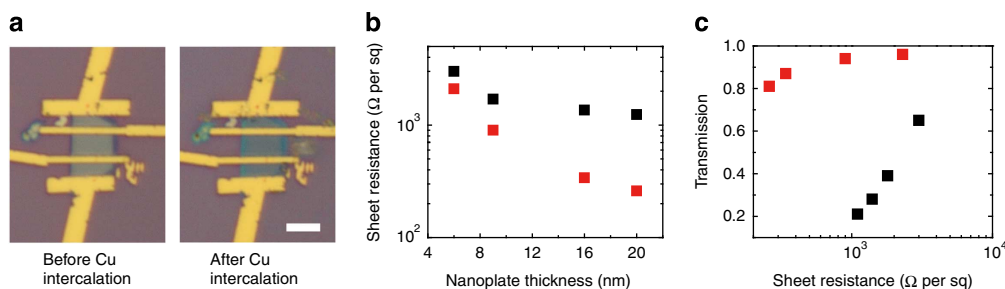 a
Before Cu
intercalation
After Cu
intercalation
b
Sheet resistance (Ω per sq)
10³
10²
4 8 12 16 20
Nanoplate thickness (nm)
c
Transmission
1.0
0.8
0.6
0.4
0.2
10³ 10⁴
Sheet resistance (Ω per sq)